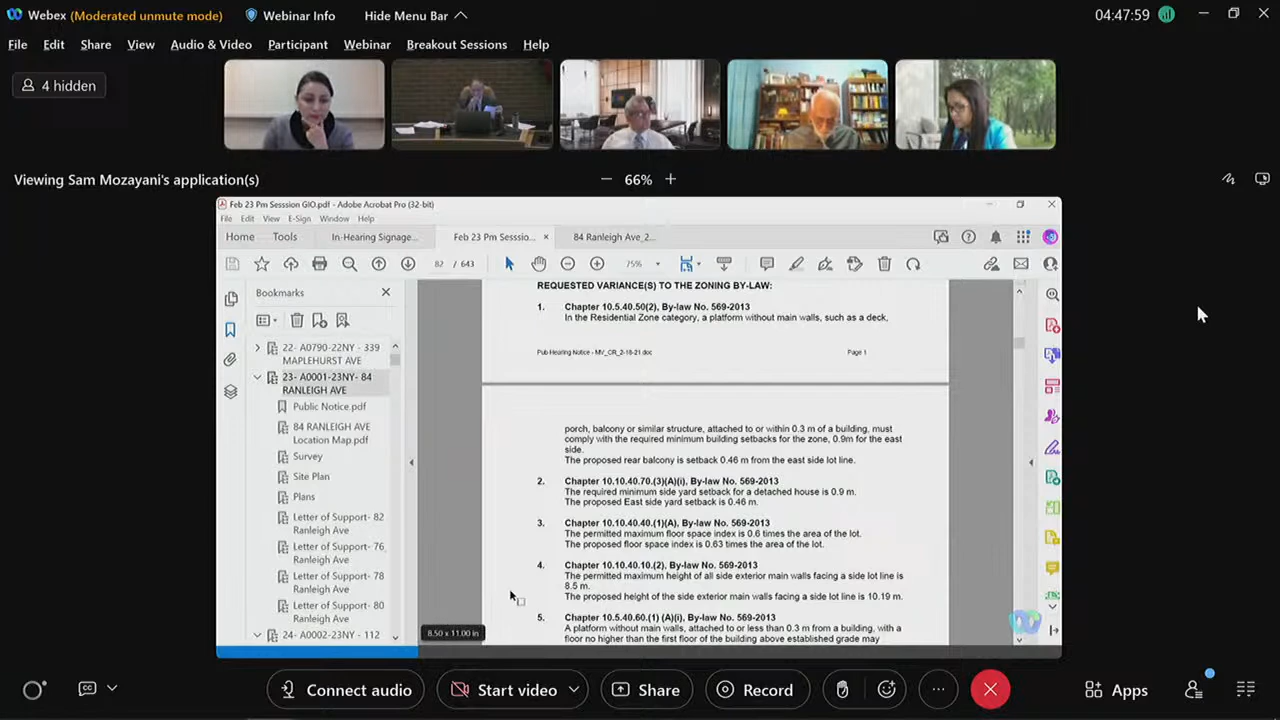 Webex (Moderated unmute mode) Webinar Info Hide Menu Bar 04:47:59
File Edit Share View Audio & Video Participant Webinar Breakout Sessions Help
4 hidden
Viewing Sam Mozayani's application(s) 66%
Feb 23 Pm Sesssion GIO.pdf - Adobe Acrobat Pro (32-bit)
File Edit View E-Sign Window Help
Home Tools In-Hearing Signage... Feb 23 Pm Sesssio... × 84 Ranleigh Ave_2...
82 / 643 75%
Bookmarks
22- A0790-22NY - 339
MAPLEHURST AVE
23- A0001-23NY- 84
RANLEIGH AVE
Public Notice.pdf
84 RANLEIGH AVE
Location Map.pdf
Survey
Site Plan
Plans
Letter of Support- 82
Ranleigh Ave
Letter of Support- 76
Ranleigh Ave
Letter of Support- 78
Ranleigh Ave
Letter of Support- 80
Ranleigh Ave
24- A0002-23NY - 112
REQUESTED VARIANCE(S) TO THE ZONING BY-LAW:
1. Chapter 10.5.40.50(2), By-law No. 569-2013
In the Residential Zone category, a platform without main walls, such as a deck,
Pub Hearing Notice - MV_CR_2-18-21.doc Page 1
porch, balcony or similar structure, attached to or within 0.3 m of a building, must
comply with the required minimum building setbacks for the zone, 0.9m for the east
side.
The proposed rear balcony is setback 0.46 m from the east side lot line.
2. Chapter 10.10.40.70.(3)(A)(i), By-law No. 569-2013
The required minimum side yard setback for a detached house is 0.9 m.
The proposed East side yard setback is 0.46 m.
3. Chapter 10.10.40.40.(1)(A), By-law No. 569-2013
The permitted maximum floor space index is 0.6 times the area of the lot.
The proposed floor space index is 0.63 times the area of the lot.
4. Chapter 10.10.40.10.(2), By-law No. 569-2013
The permitted maximum height of all side exterior main walls facing a side lot line is
8.5 m.
The proposed height of the side exterior main walls facing a side lot line is 10.19 m.
5. Chapter 10.5.40.60.(1) (A)(i), By-law No. 569-2013
A platform without main walls, attached to or less than 0.3 m from a building, with a
floor no higher than the first floor of the building above established grade may
8.50 x 11.00 in
Connect audio Start video Share Record Apps